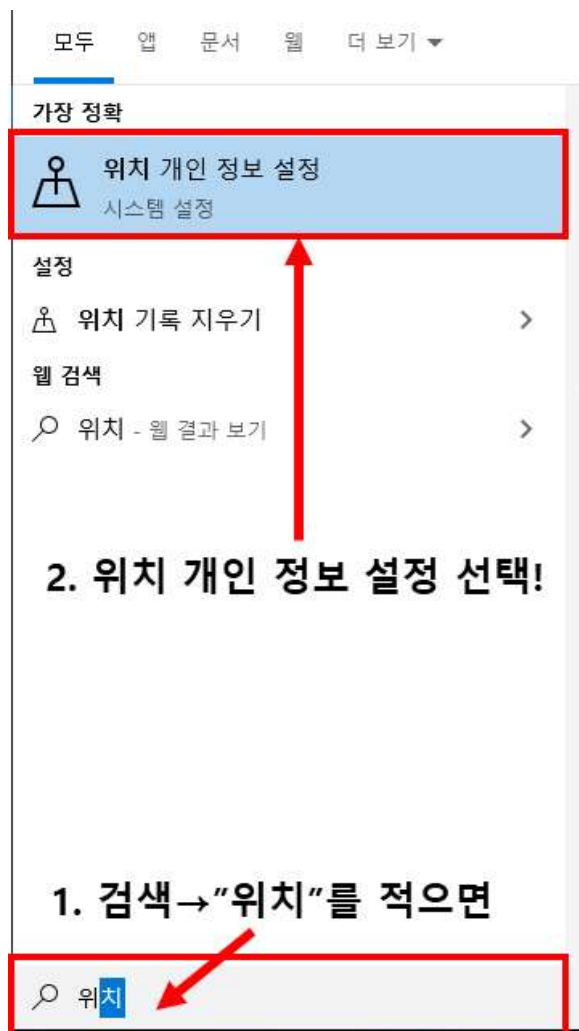 모두 앱 문서 웹 더 보기
가장 정확
위치 개인 정보 설정
시스템 설정
설정
위치 기록 지우기
웹 검색
위치 - 웹 결과 보기
2. 위치 개인 정보 설정 선택!
1. 검색→"위치"를 적으면
위치